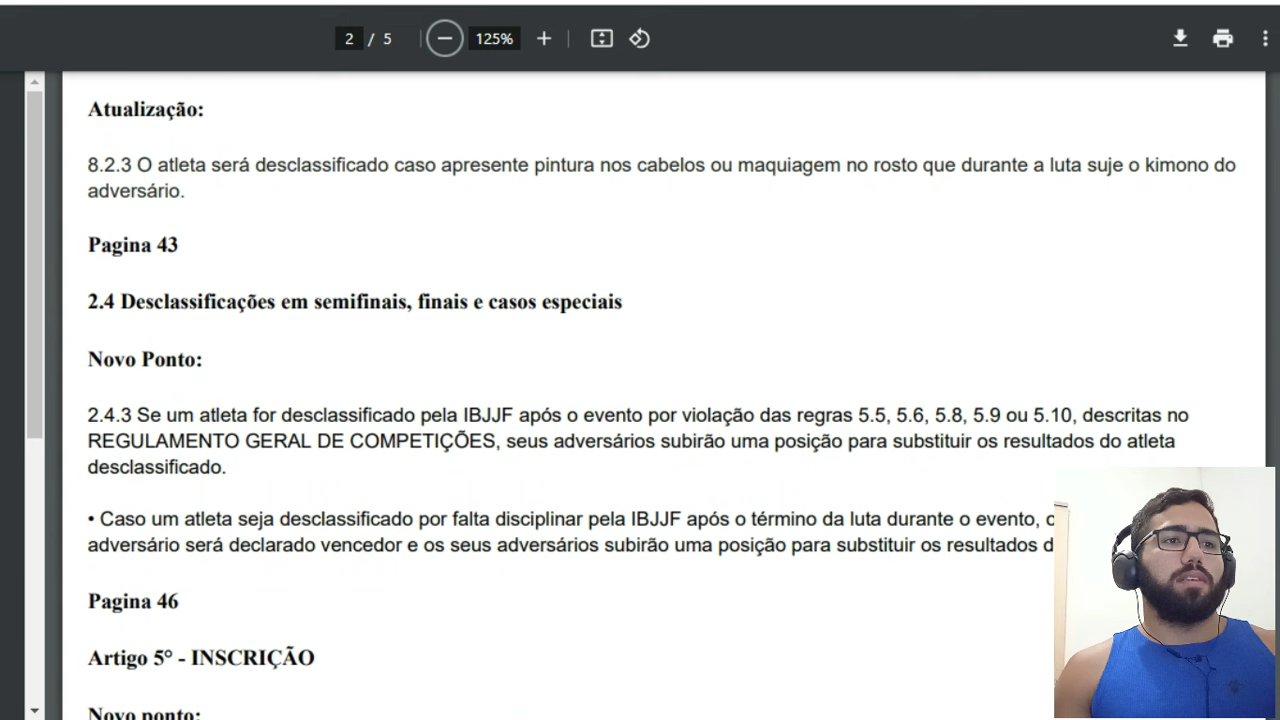 2 / 5
125%
Atualização:
8.2.3 O atleta será desclassificado caso apresente pintura nos cabelos ou maquiagem no rosto que durante a luta suje o kimono do
adversário.
Pagina 43
2.4 Desclassificações em semifinais, finais e casos especiais
Novo Ponto:
2.4.3 Se um atleta for desclassificado pela IBJJF após o evento por violação das regras 5.5, 5.6, 5.8, 5.9 ou 5.10, descritas no
REGULAMENTO GERAL DE COMPETIÇÕES, seus adversários subirão uma posição para substituir os resultados do atleta
desclassificado.
• Caso um atleta seja desclassificado por falta disciplinar pela IBJJF após o término da luta durante o evento,
adversário será declarado vencedor e os seus adversários subirão uma posição para substituir os resultados
Pagina 46
Artigo 5° - INSCRIÇÃO
Novo ponto: